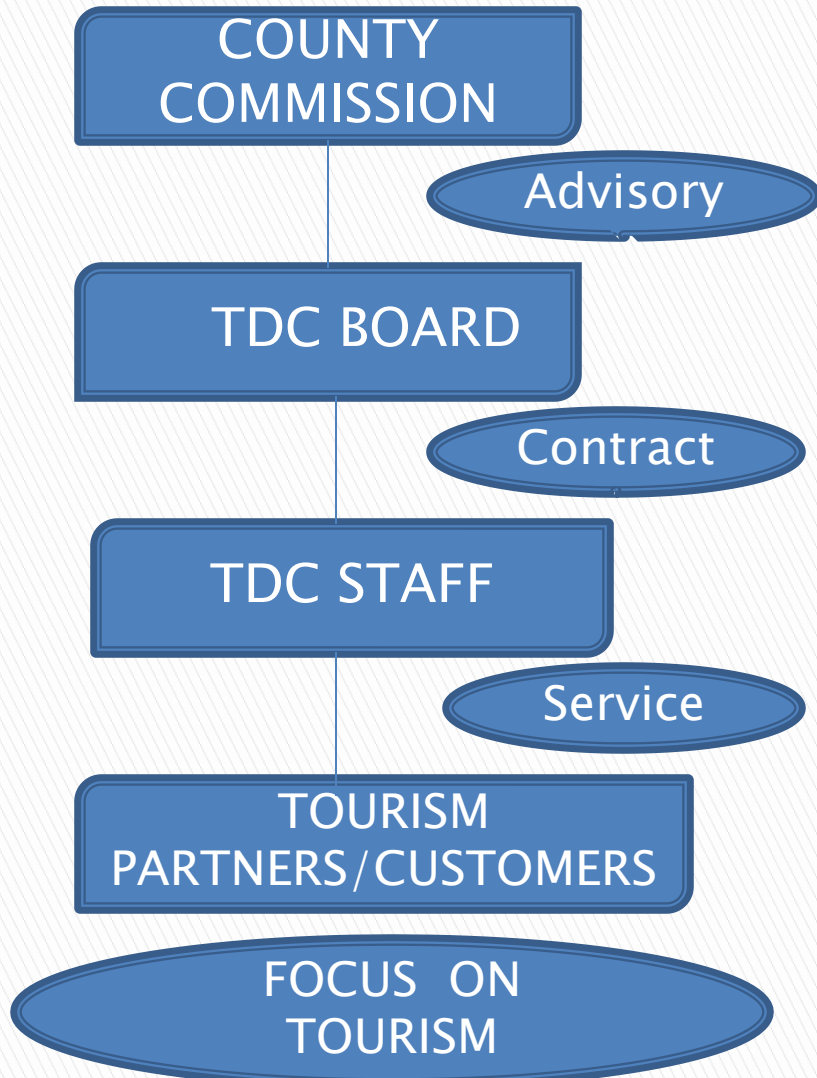 COUNTY
COMMISSION
Advisory
TDC BOARD
Contract
TDC STAFF
Service
TOURISM
PARTNERS/CUSTOMERS
FOCUS ON
TOURISM